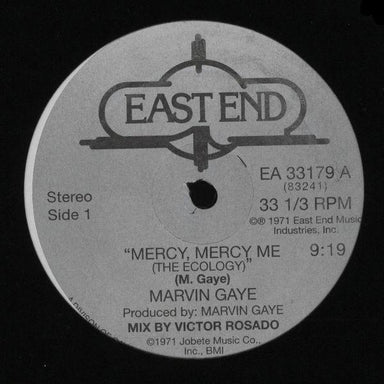 EAST END
EA 33179 A
(83241)
Stereo
Side 1
33 1/3 RPM
©® 1971 East End Music
Industries, Inc.
"MERCY, MERCY ME
(THE ECOLOGY)"
9:19
(M. Gaye)
MARVIN GAYE
Produced by: MARVIN GAYE
MIX BY VICTOR ROSADO
©1971 Jobete Music Co.,
Inc., BMI
A DIVISION OF